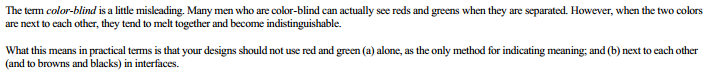 The term color-blind is a little misleading. Many men who are color-blind can actually see reds and greens when they are separated. However, when the two colors
are next to each other, they tend to melt together and become indistinguishable.
What this means in practical terms is that your designs should not use red and green (a) alone, as the only method for indicating meaning; and (b) next to each other
(and to browns and blacks) in interfaces.